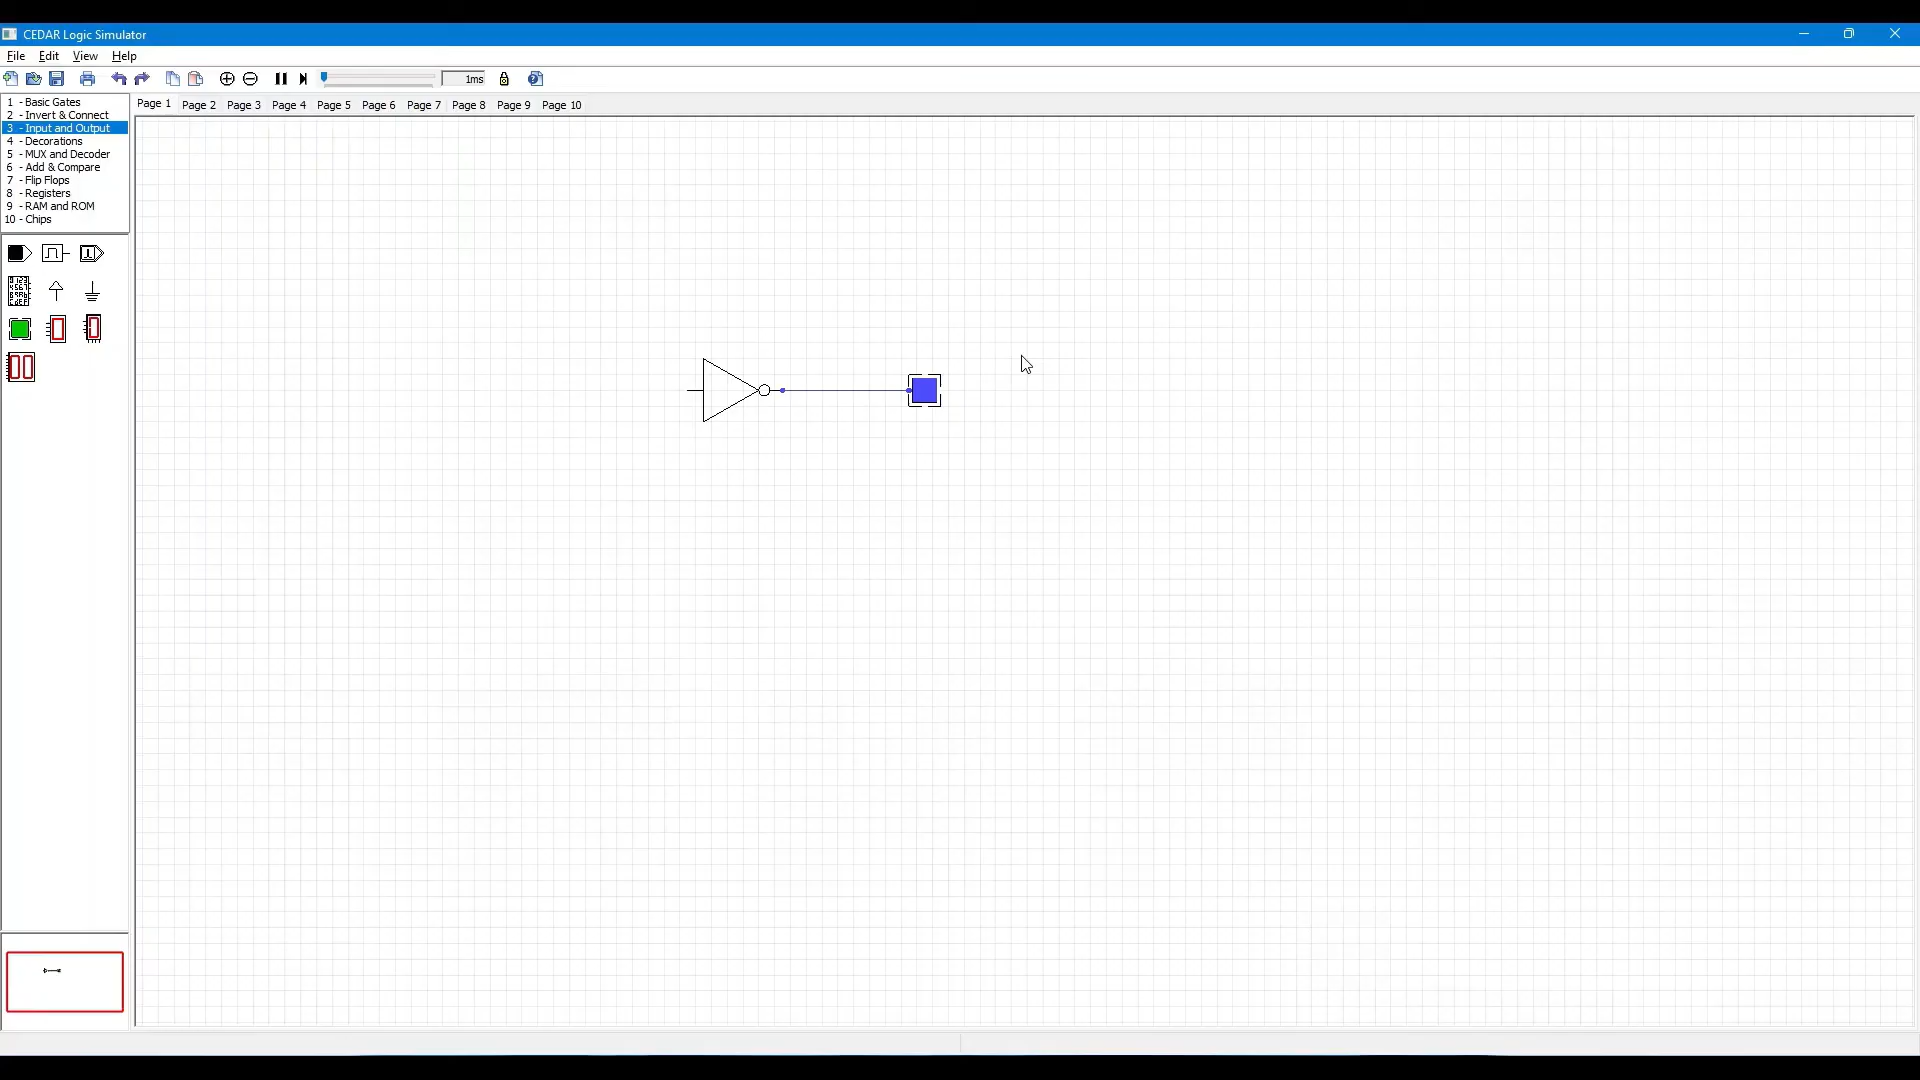 CEDAR Logic Simulator
File Edit View Help
1ms
1 - Basic Gates
2 - Invert & Connect
3 - Input and Output
4 - Decorations
5 - MUX and Decoder
6 - Add & Compare
7 - Flip Flops
8 - Registers
9 - RAM and ROM
10 - Chips
Page 1 Page 2 Page 3 Page 4 Page 5 Page 6 Page 7 Page 8 Page 9 Page 10